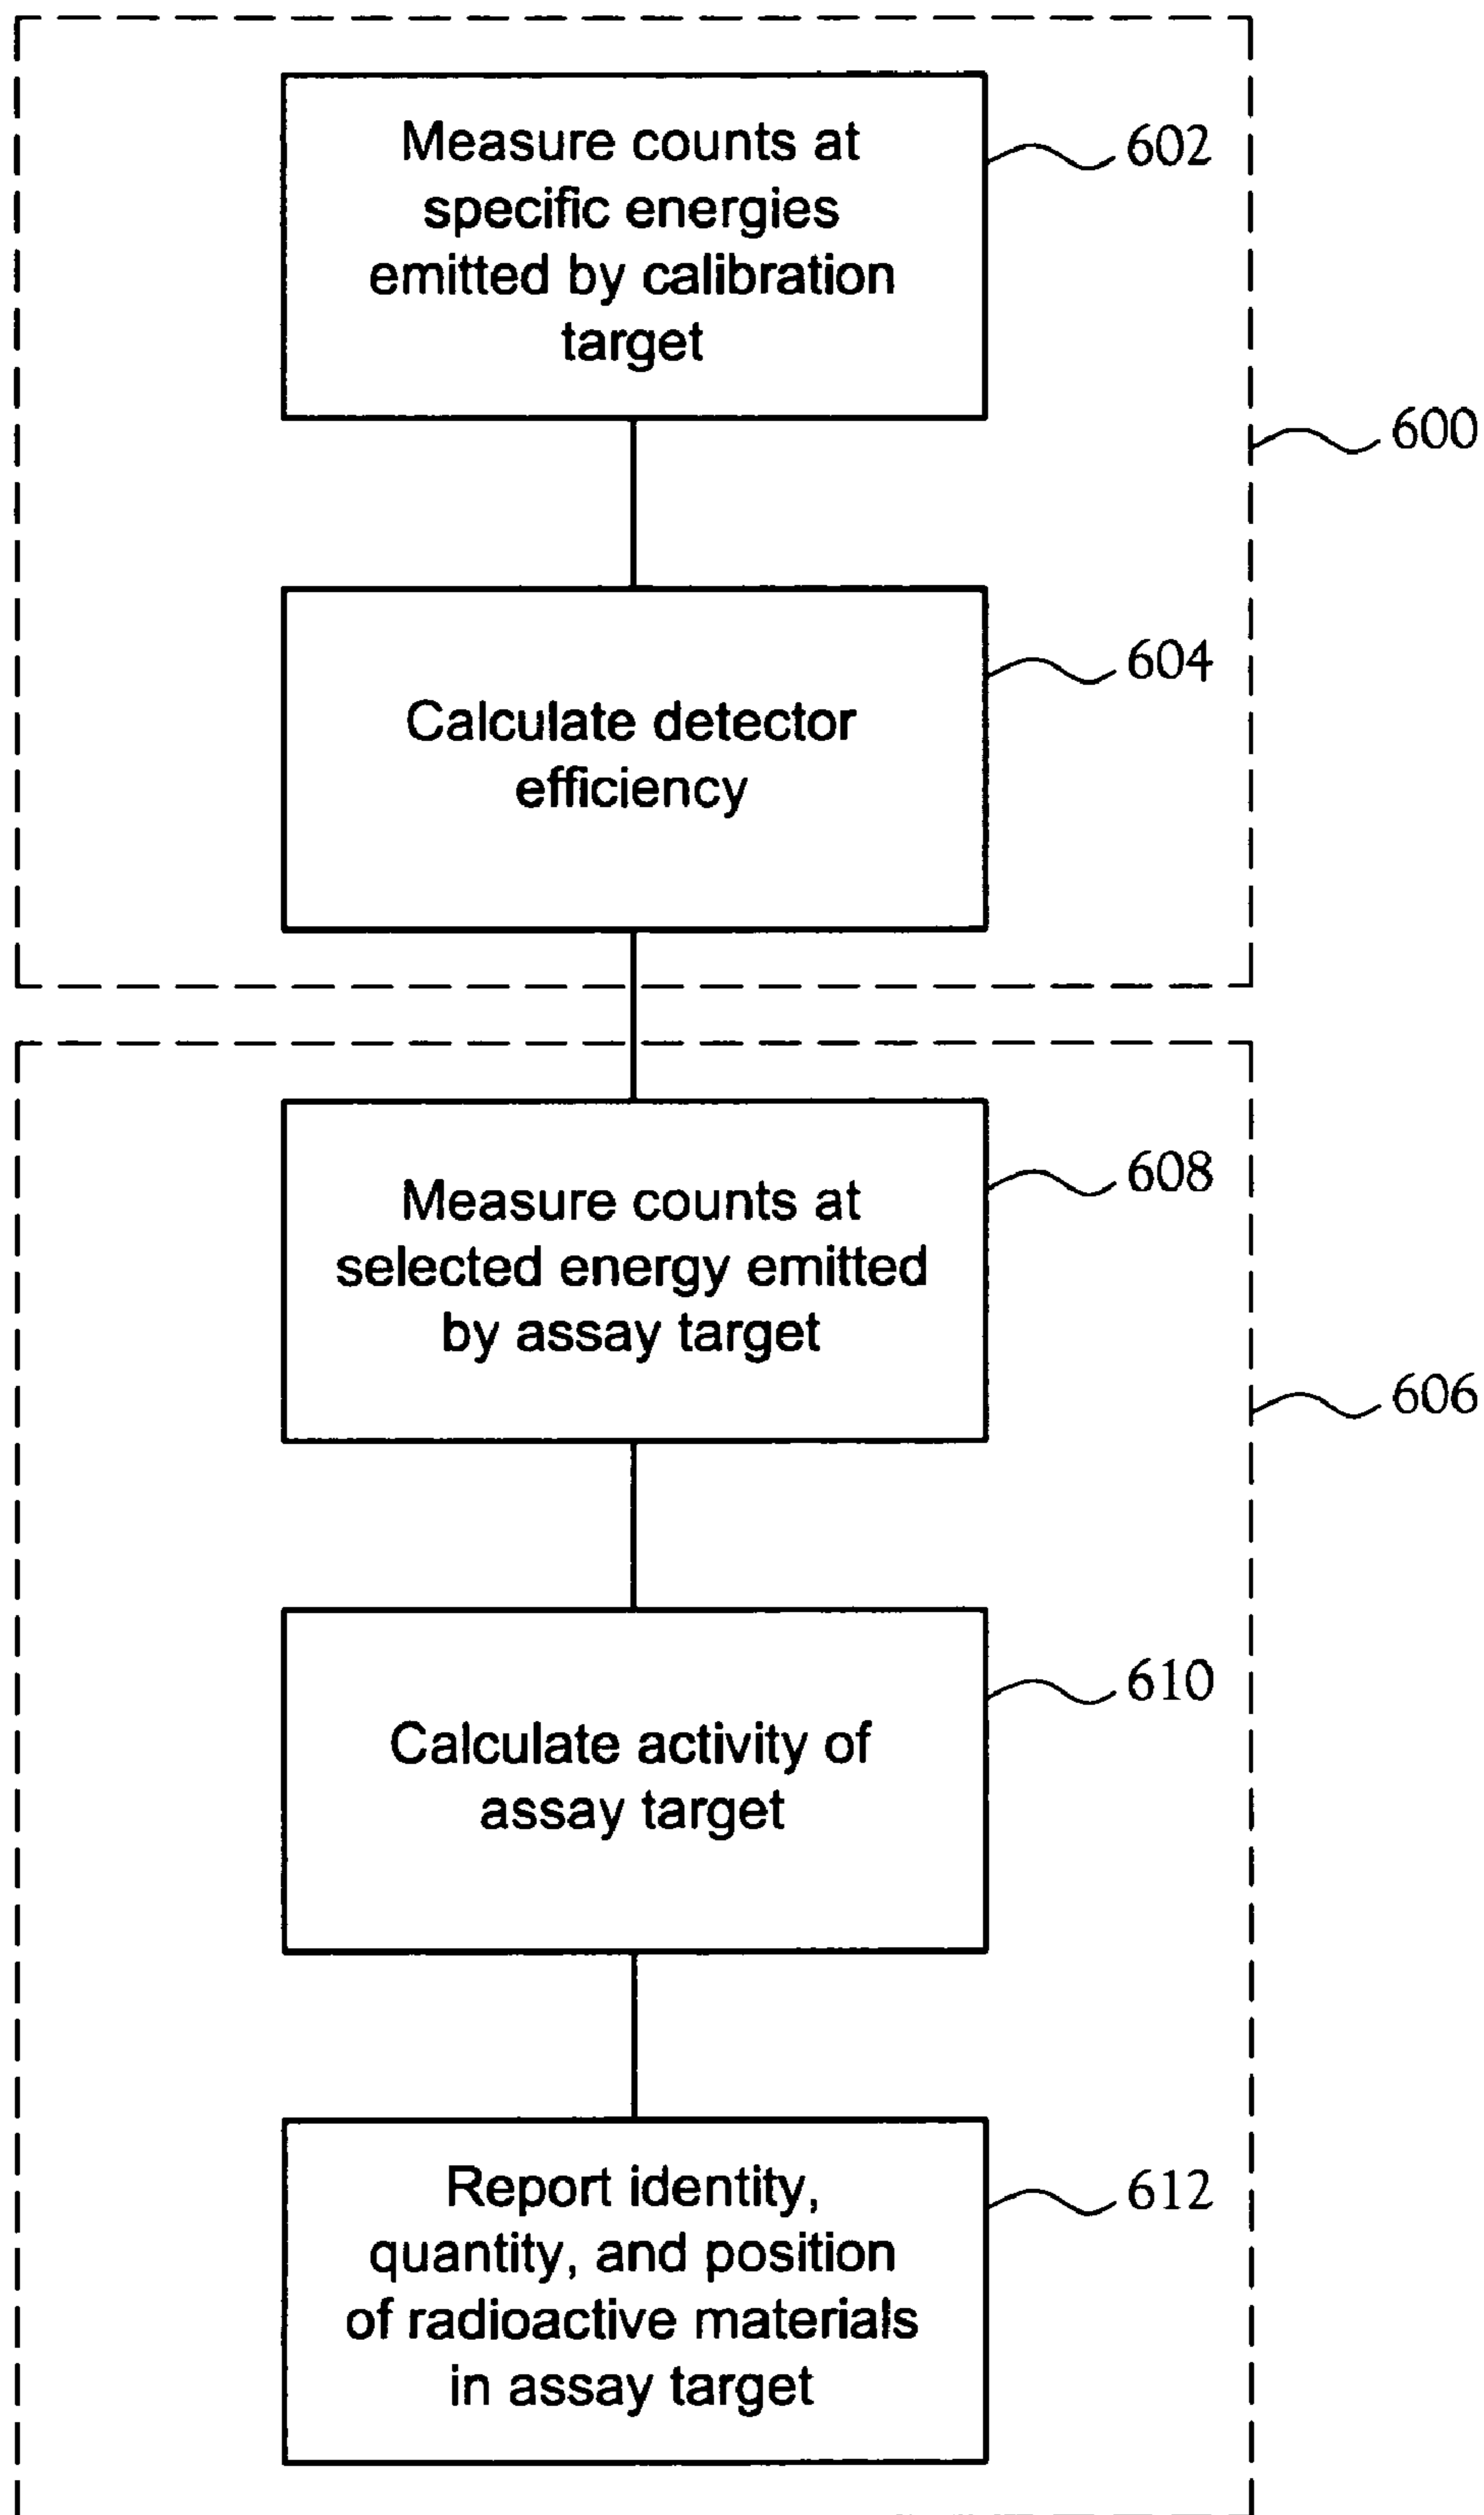 Measure counts at
specific energies
emitted by calibration
target
602
600
Calculate detector
efficiency
604
Measure counts at
selected energy emitted
by assay target
608
606
Calculate activity of
assay target
610
Report identity,
quantity, and position
of radioactive materials
in assay target
612